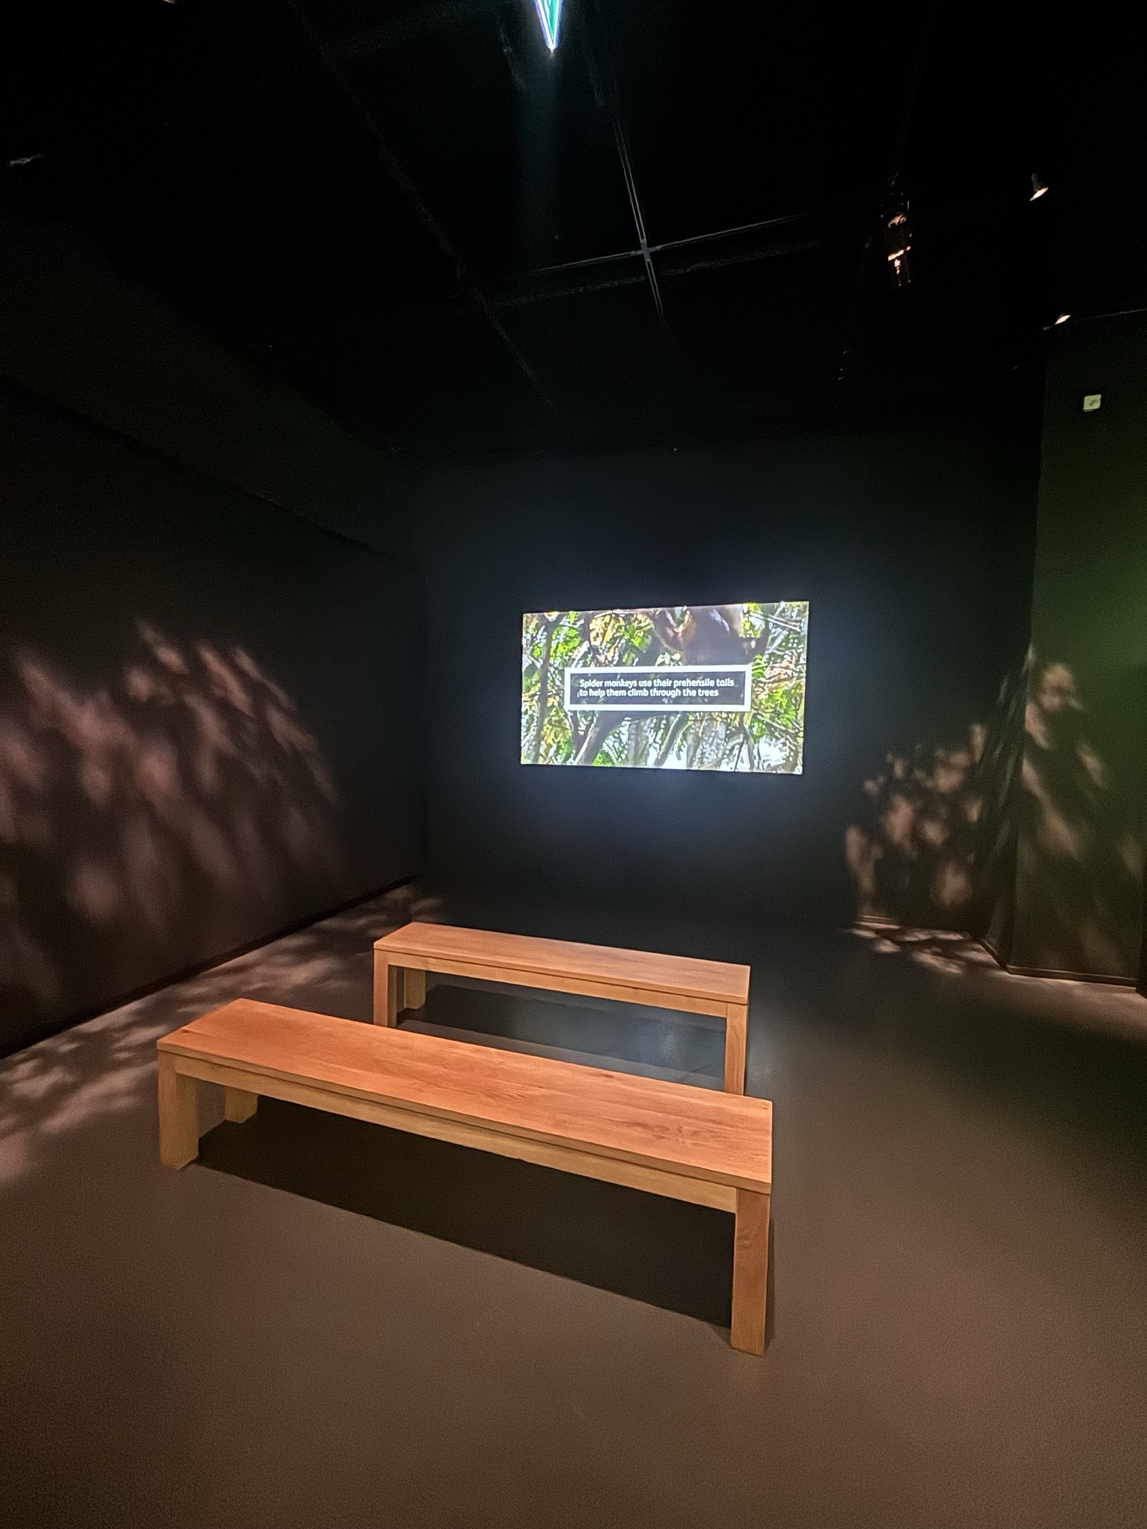 Spider monkeys use their prehensile tails
to help them climb through the trees